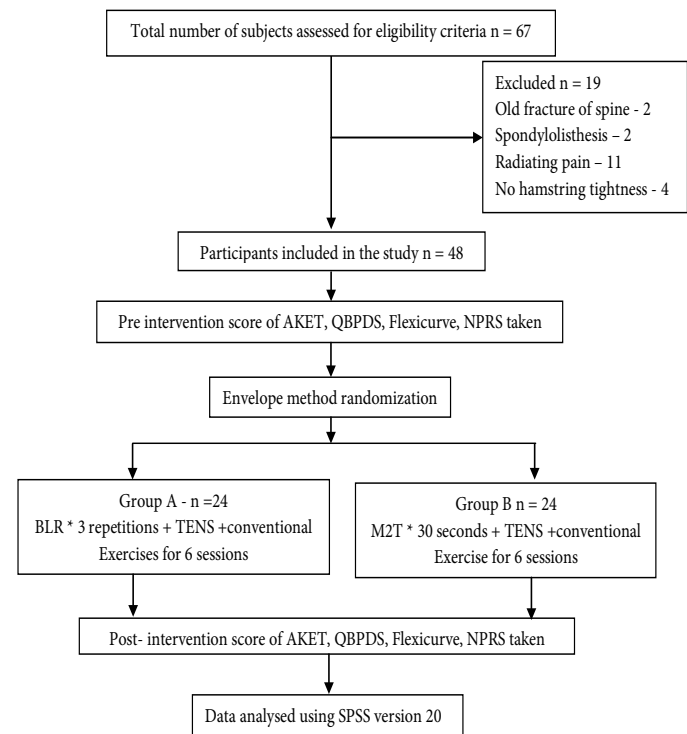 Total number of subjects assessed for eligibility criteria n = 67
Excluded n = 19
Old fracture of spine - 2
Spondylolisthesis – 2
Radiating pain – 11
No hamstring tightness - 4
Participants included in the study n = 48
Pre intervention score of AKET, QBPDS, Flexicurve, NPRS taken
Envelope method randomization
Group A - n =24
BLR * 3 repetitions + TENS +conventional
Exercises for 6 sessions
Group B n = 24
M2T * 30 seconds + TENS +conventional
Exercise for 6 sessions
Post- intervention score of AKET, QBPDS, Flexicurve, NPRS taken
Data analysed using SPSS version 20